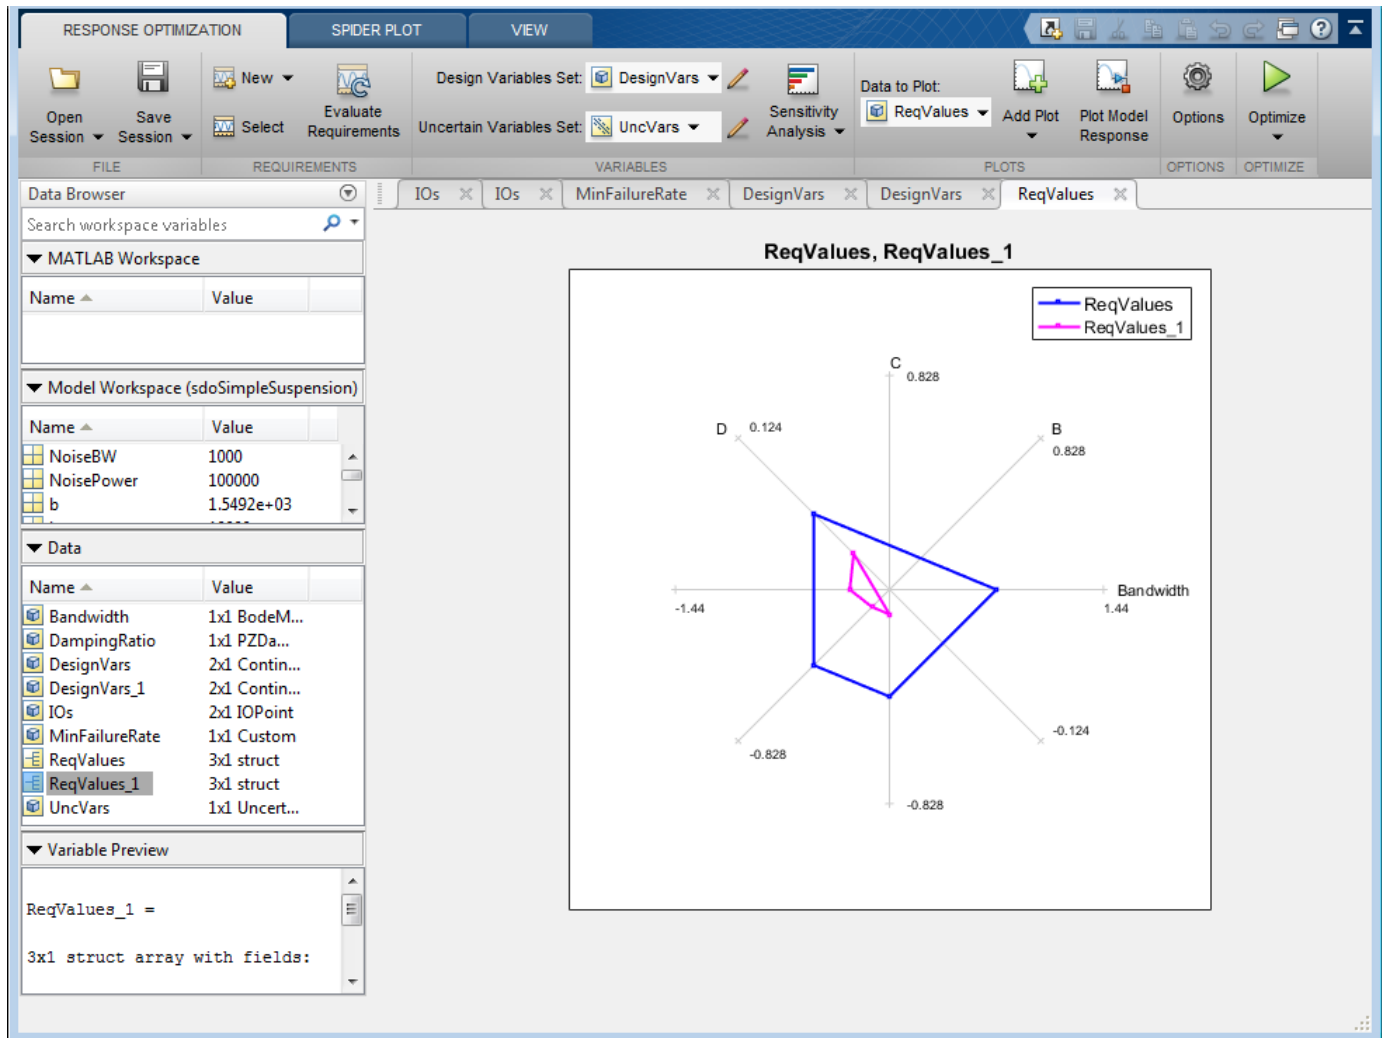 RESPONSE OPTIMIZATION SPIDER PLOT VIEW
New
Design Variables Set: DesignVars
Data to Plot:
ReqValues
Open
Session
Save
Session
Select
Evaluate
Requirements
Uncertain Variables Set: UncVars
Sensitivity
Analysis
Add Plot
Plot Model
Response
Options
Optimize
FILE REQUIREMENTS VARIABLES PLOTS OPTIONS OPTIMIZE
Data Browser
IOs IOs MinFailureRate DesignVars DesignVars ReqValues
Search workspace variables
MATLAB Workspace
Name Value
Model Workspace (sdoSimpleSuspension)
Name Value
NoiseBW 1000
NoisePower 100000
b 1.5492e+03
Data
Name Value
Bandwidth 1x1 BodeM...
DampingRatio 1x1 PZDa...
DesignVars 2x1 Contin...
DesignVars_1 2x1 Contin...
IOs 2x1 IOPoint
MinFailureRate 1x1 Custom
ReqValues 3x1 struct
ReqValues_1 3x1 struct
UncVars 1x1 Uncert...
Variable Preview
ReqValues_1 =
3x1 struct array with fields:
ReqValues, ReqValues_1
ReqValues
ReqValues_1
C
0.828
D 0.124
B
0.828
Bandwidth
-1.44
1.44
-0.124
-0.828
-0.828